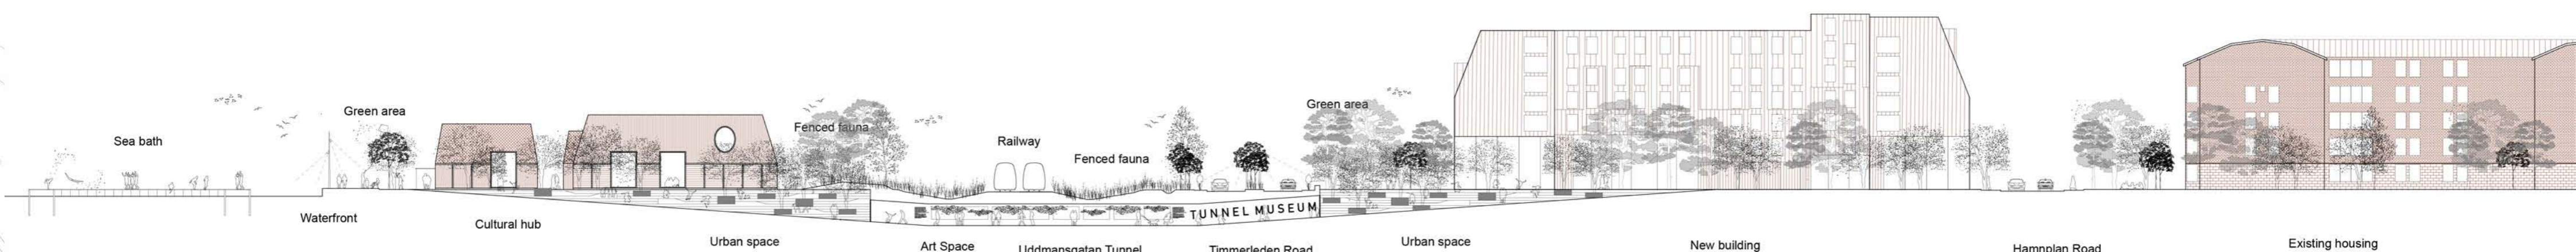 Sea bath
Green area
Waterfront
Cultural hub
Fenced fauna
Urban space
Railway
Fenced fauna
TUNNEL MUSEUM
Art Space
Uddmansgatan Tunnel
Timmerleden Road
Green area
Urban space
New building
Hamnplan Road
Existing housing